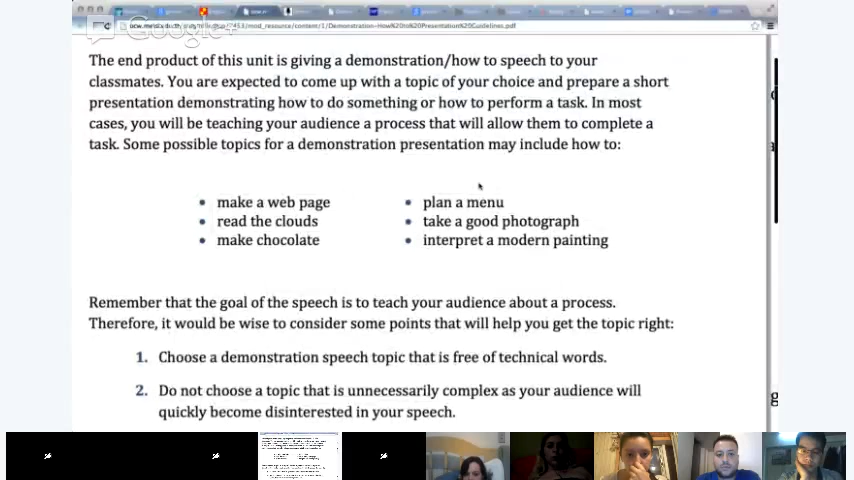 Google+
The end product of this unit is giving a demonstration/how to speech to your
classmates. You are expected to come up with a topic of your choice and prepare a short
presentation demonstrating how to do something or how to perform a task. In most
cases, you will be teaching your audience a process that will allow them to complete a
task. Some possible topics for a demonstration presentation may include how to:
• make a web page
• read the clouds
• make chocolate
• plan a menu
• take a good photograph
• interpret a modern painting
Remember that the goal of the speech is to teach your audience about a process.
Therefore, it would be wise to consider some points that will help you get the topic right:
1. Choose a demonstration speech topic that is free of technical words.
2. Do not choose a topic that is unnecessarily complex as your audience will
quickly become disinterested in your speech.